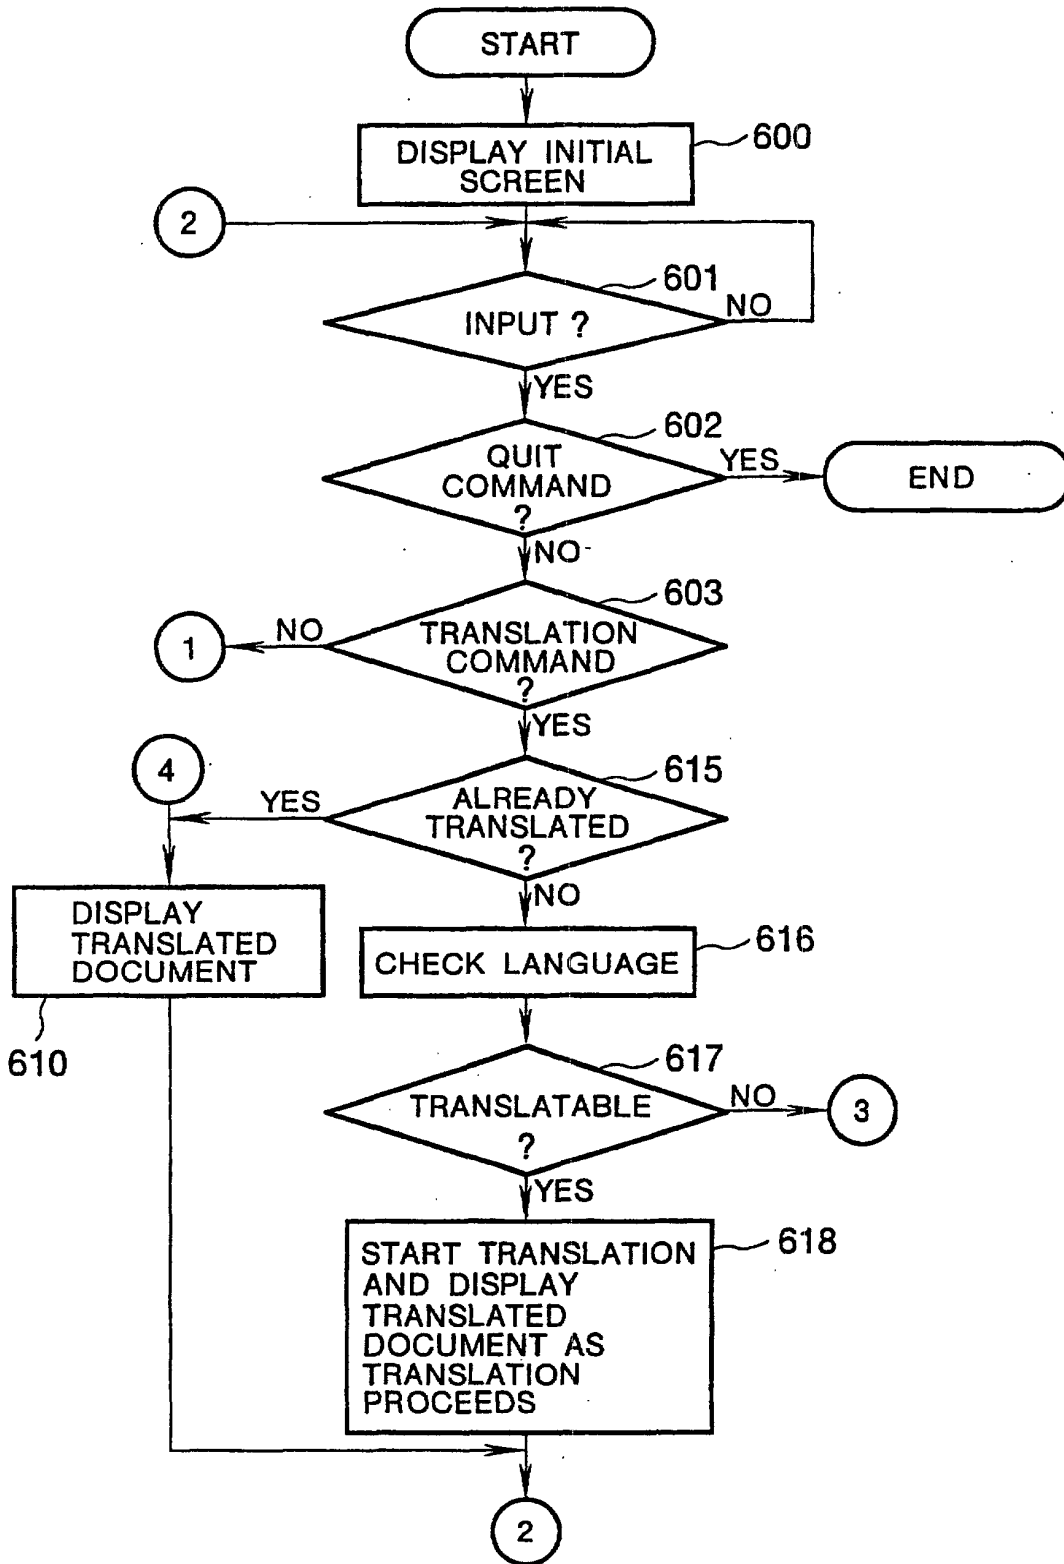 START
DISPLAY INITIAL
SCREEN
600
2
601
INPUT ?
NO
YES
602
QUIT
COMMAND
?
YES
END
NO
603
TRANSLATION
COMMAND
?
NO
1
YES
4
615
ALREADY
TRANSLATED
?
YES
NO
DISPLAY
TRANSLATED
DOCUMENT
610
CHECK LANGUAGE
616
617
TRANSLATABLE
?
NO
3
YES
START TRANSLATION
AND DISPLAY
TRANSLATED
DOCUMENT AS
TRANSLATION
PROCEEDS
618
2